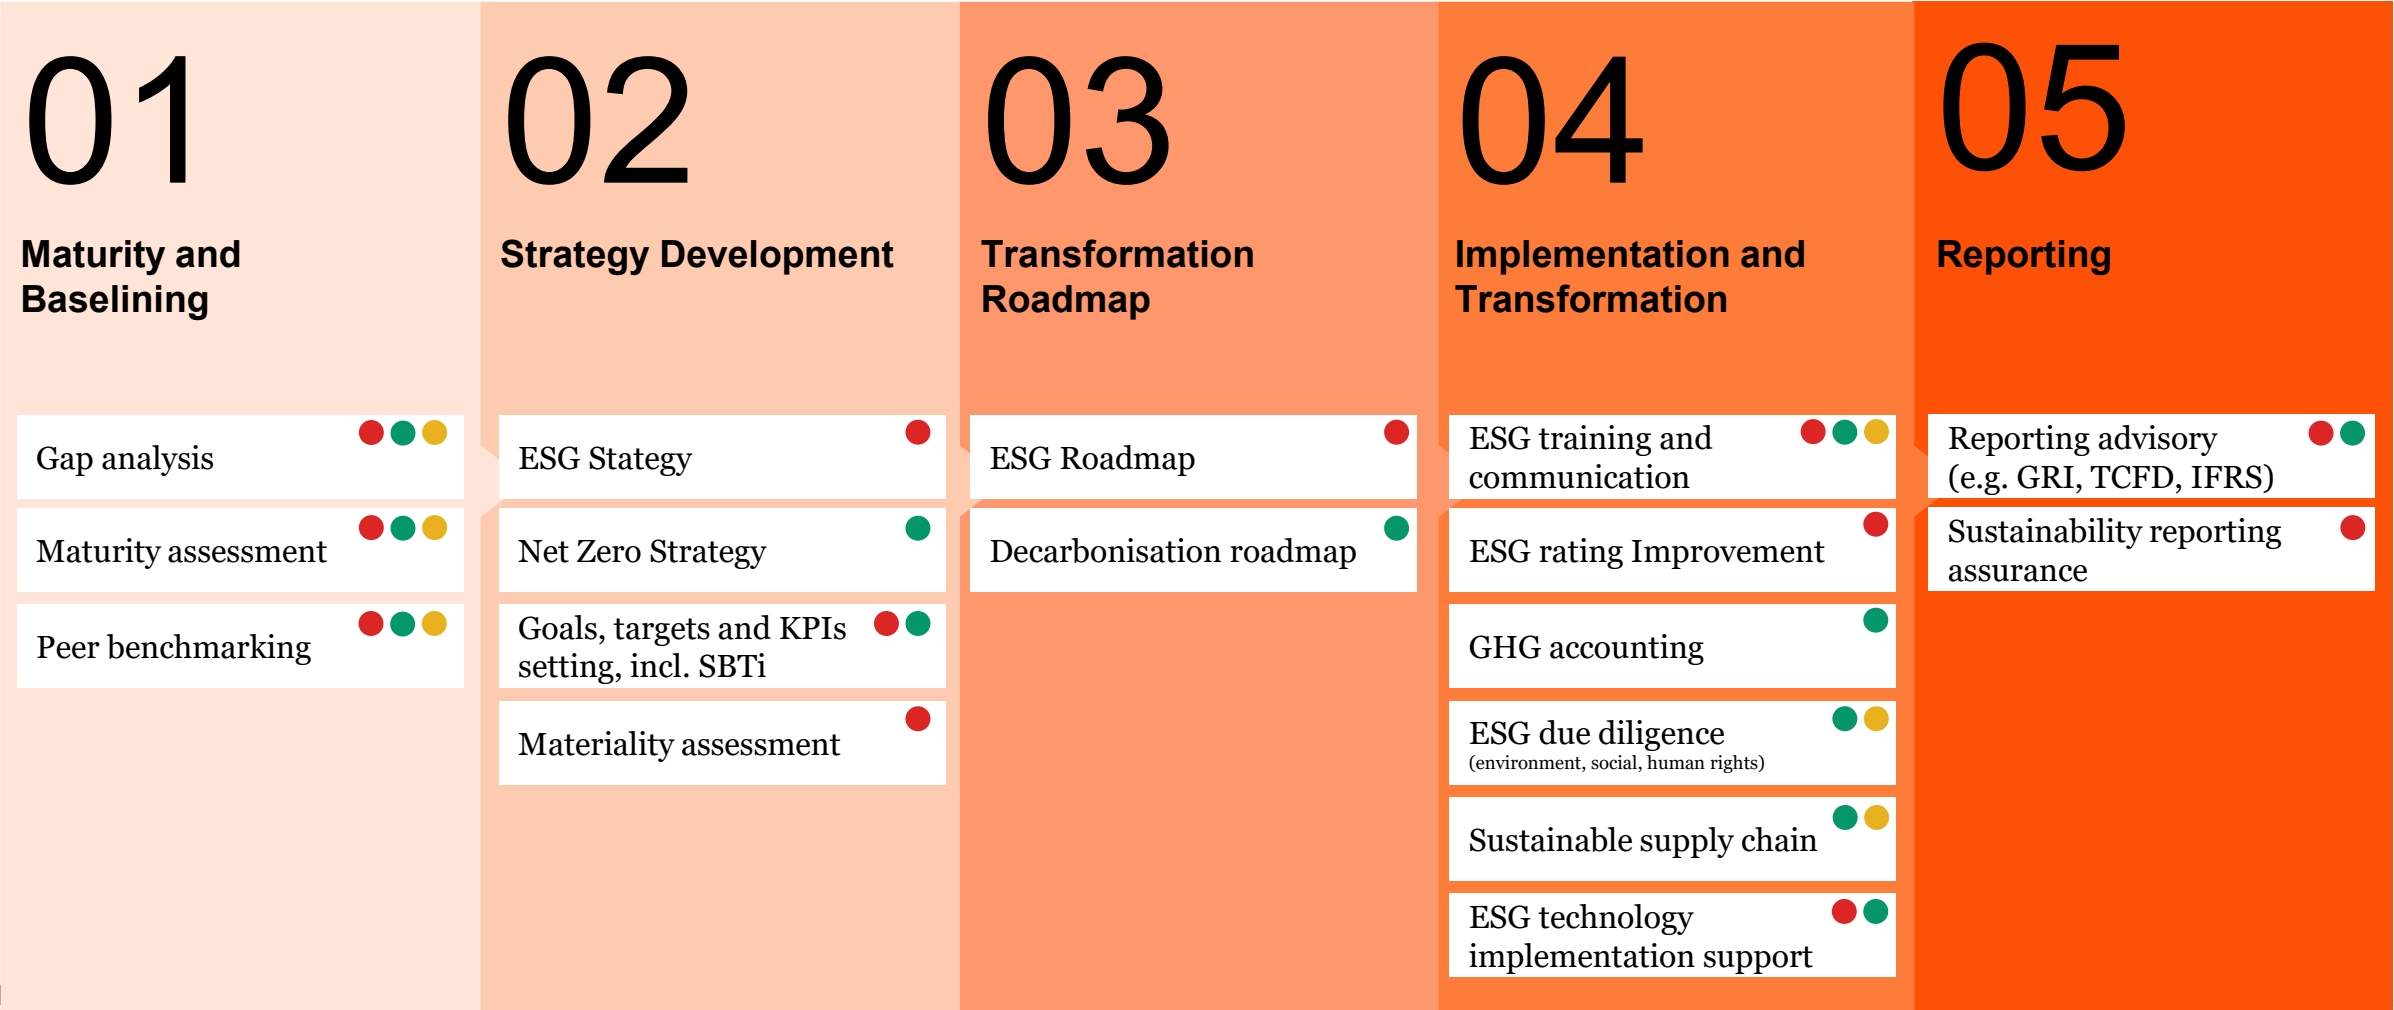 01
Maturity and
Baselining
Gap analysis
Maturity assessment
Peer benchmarking
02
Strategy Development
ESG Stategy
Net Zero Strategy
Goals, targets and KPIs
setting, incl. SBTi
Materiality assessment
03
Transformation
Roadmap
ESG Roadmap
Decarbonisation roadmap
04
Implementation and
Transformation
ESG training and
communication
ESG rating Improvement
GHG accounting
ESG due diligence
(environment, social, human rights)
Sustainable supply chain
ESG technology
implementation support
05
Reporting
Reporting advisory
(e.g. GRI, TCFD, IFRS)
Sustainability reporting
assurance